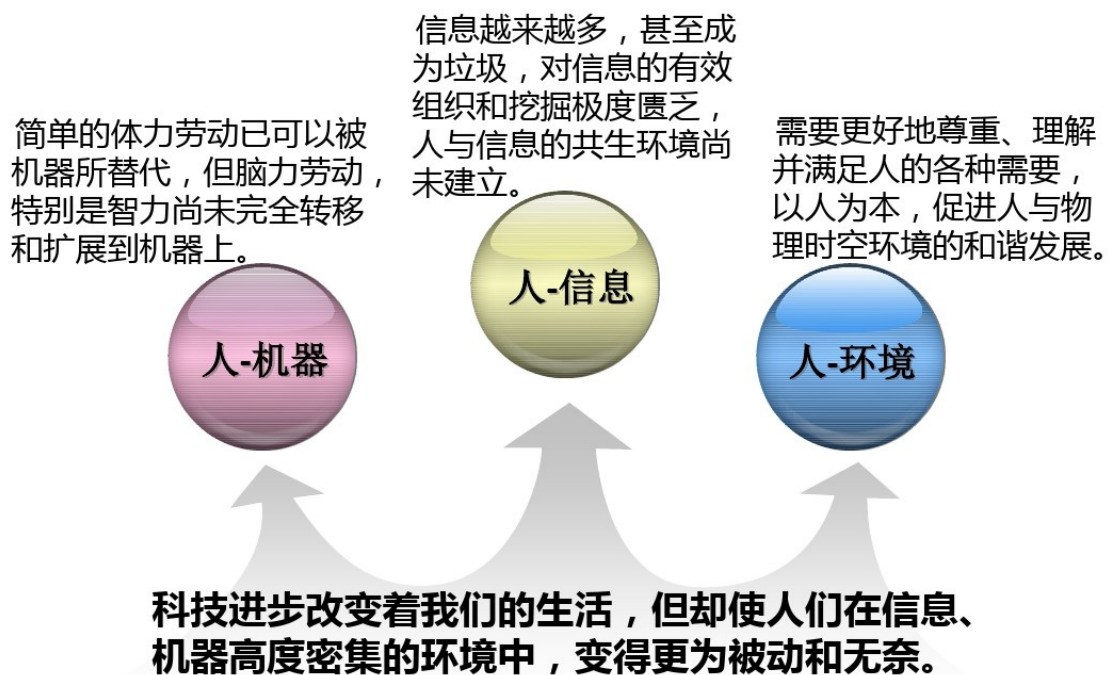 简单的体力劳动已可以被
机器所替代，但脑力劳动，
特别是智力尚未完全转移
和扩展到机器上。
信息越来越多，甚至成
为垃圾，对信息的有效
组织和挖掘极度匮乏，
人与信息的共生环境尚
未建立。
需要更好地尊重、理解
并满足人的各种需要，
以人为本，促进人与物
理时空环境的和谐发展。
人-机器
人-信息
人-环境
科技进步改变着我们的生活，但却使人们在信息、
机器高度密集的环境中，变得更为被动和无奈。